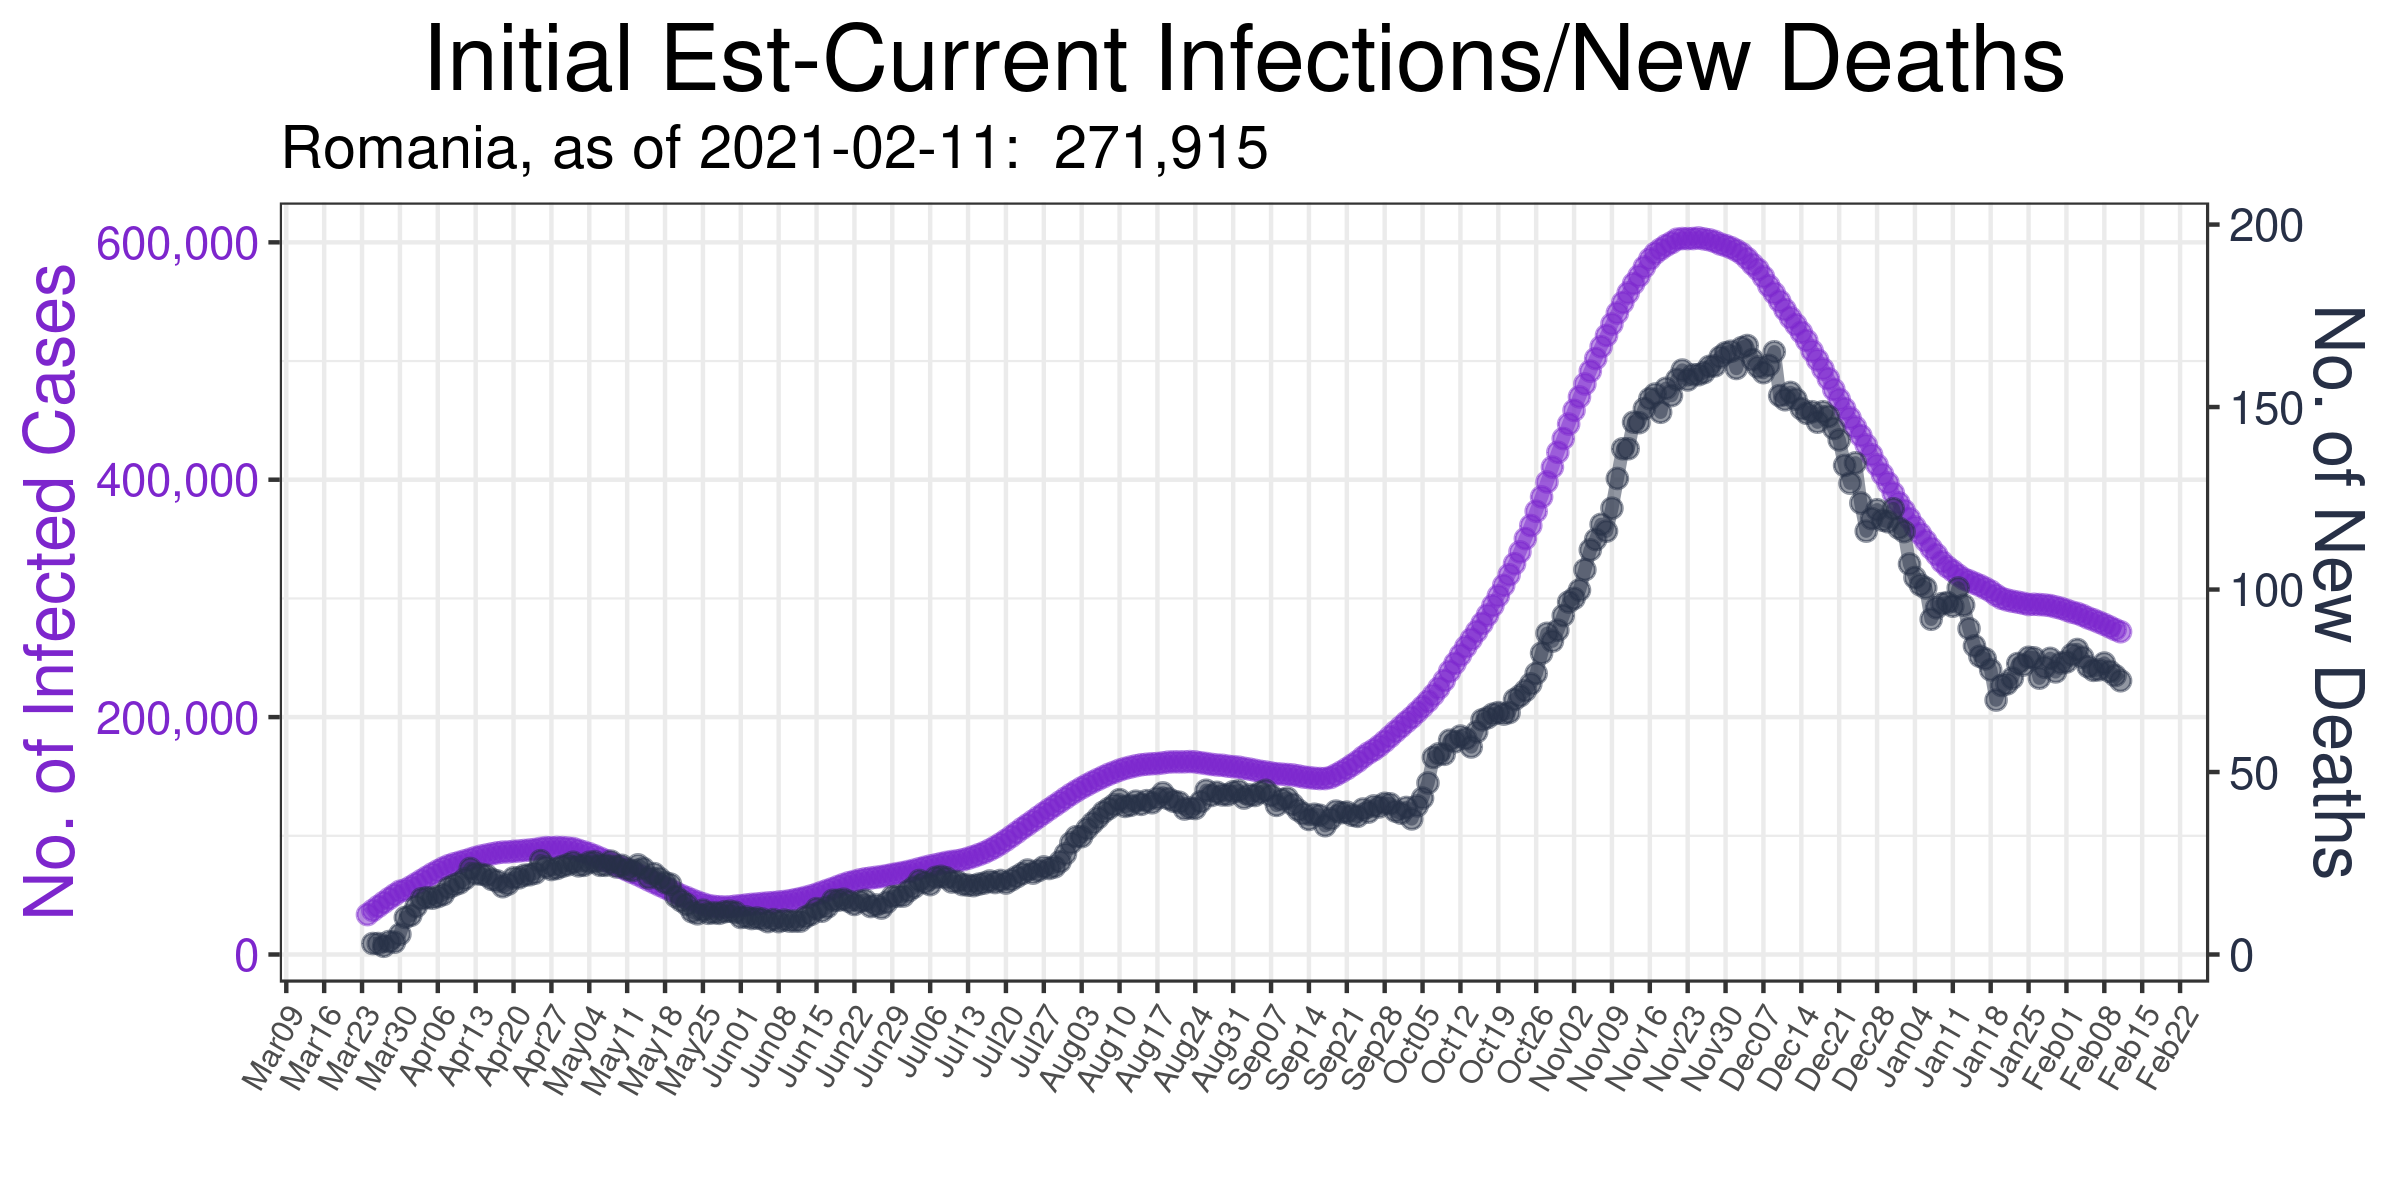 Initial Est-Current Infections/New Deaths
Romania, as of 2021-02-11:  271,915
No. of Infected Cases
600,000
400,000
200,000
0
200
150
100
50
0
No. of New Deaths
Mar09
Mar16
Mar23
Mar30
Apr06
Apr13
Apr20
Apr27
May04
May11
May18
May25
Jun01
Jun08
Jun15
Jun22
Jun29
Jul06
Jul13
Jul20
Jul27
Aug03
Aug10
Aug17
Aug24
Aug31
Sep07
Sep14
Sep21
Sep28
Oct05
Oct12
Oct19
Oct26
Nov02
Nov09
Nov16
Nov23
Nov30
Dec07
Dec14
Dec21
Dec28
Jan04
Jan11
Jan18
Jan25
Feb01
Feb08
Feb15
Feb22